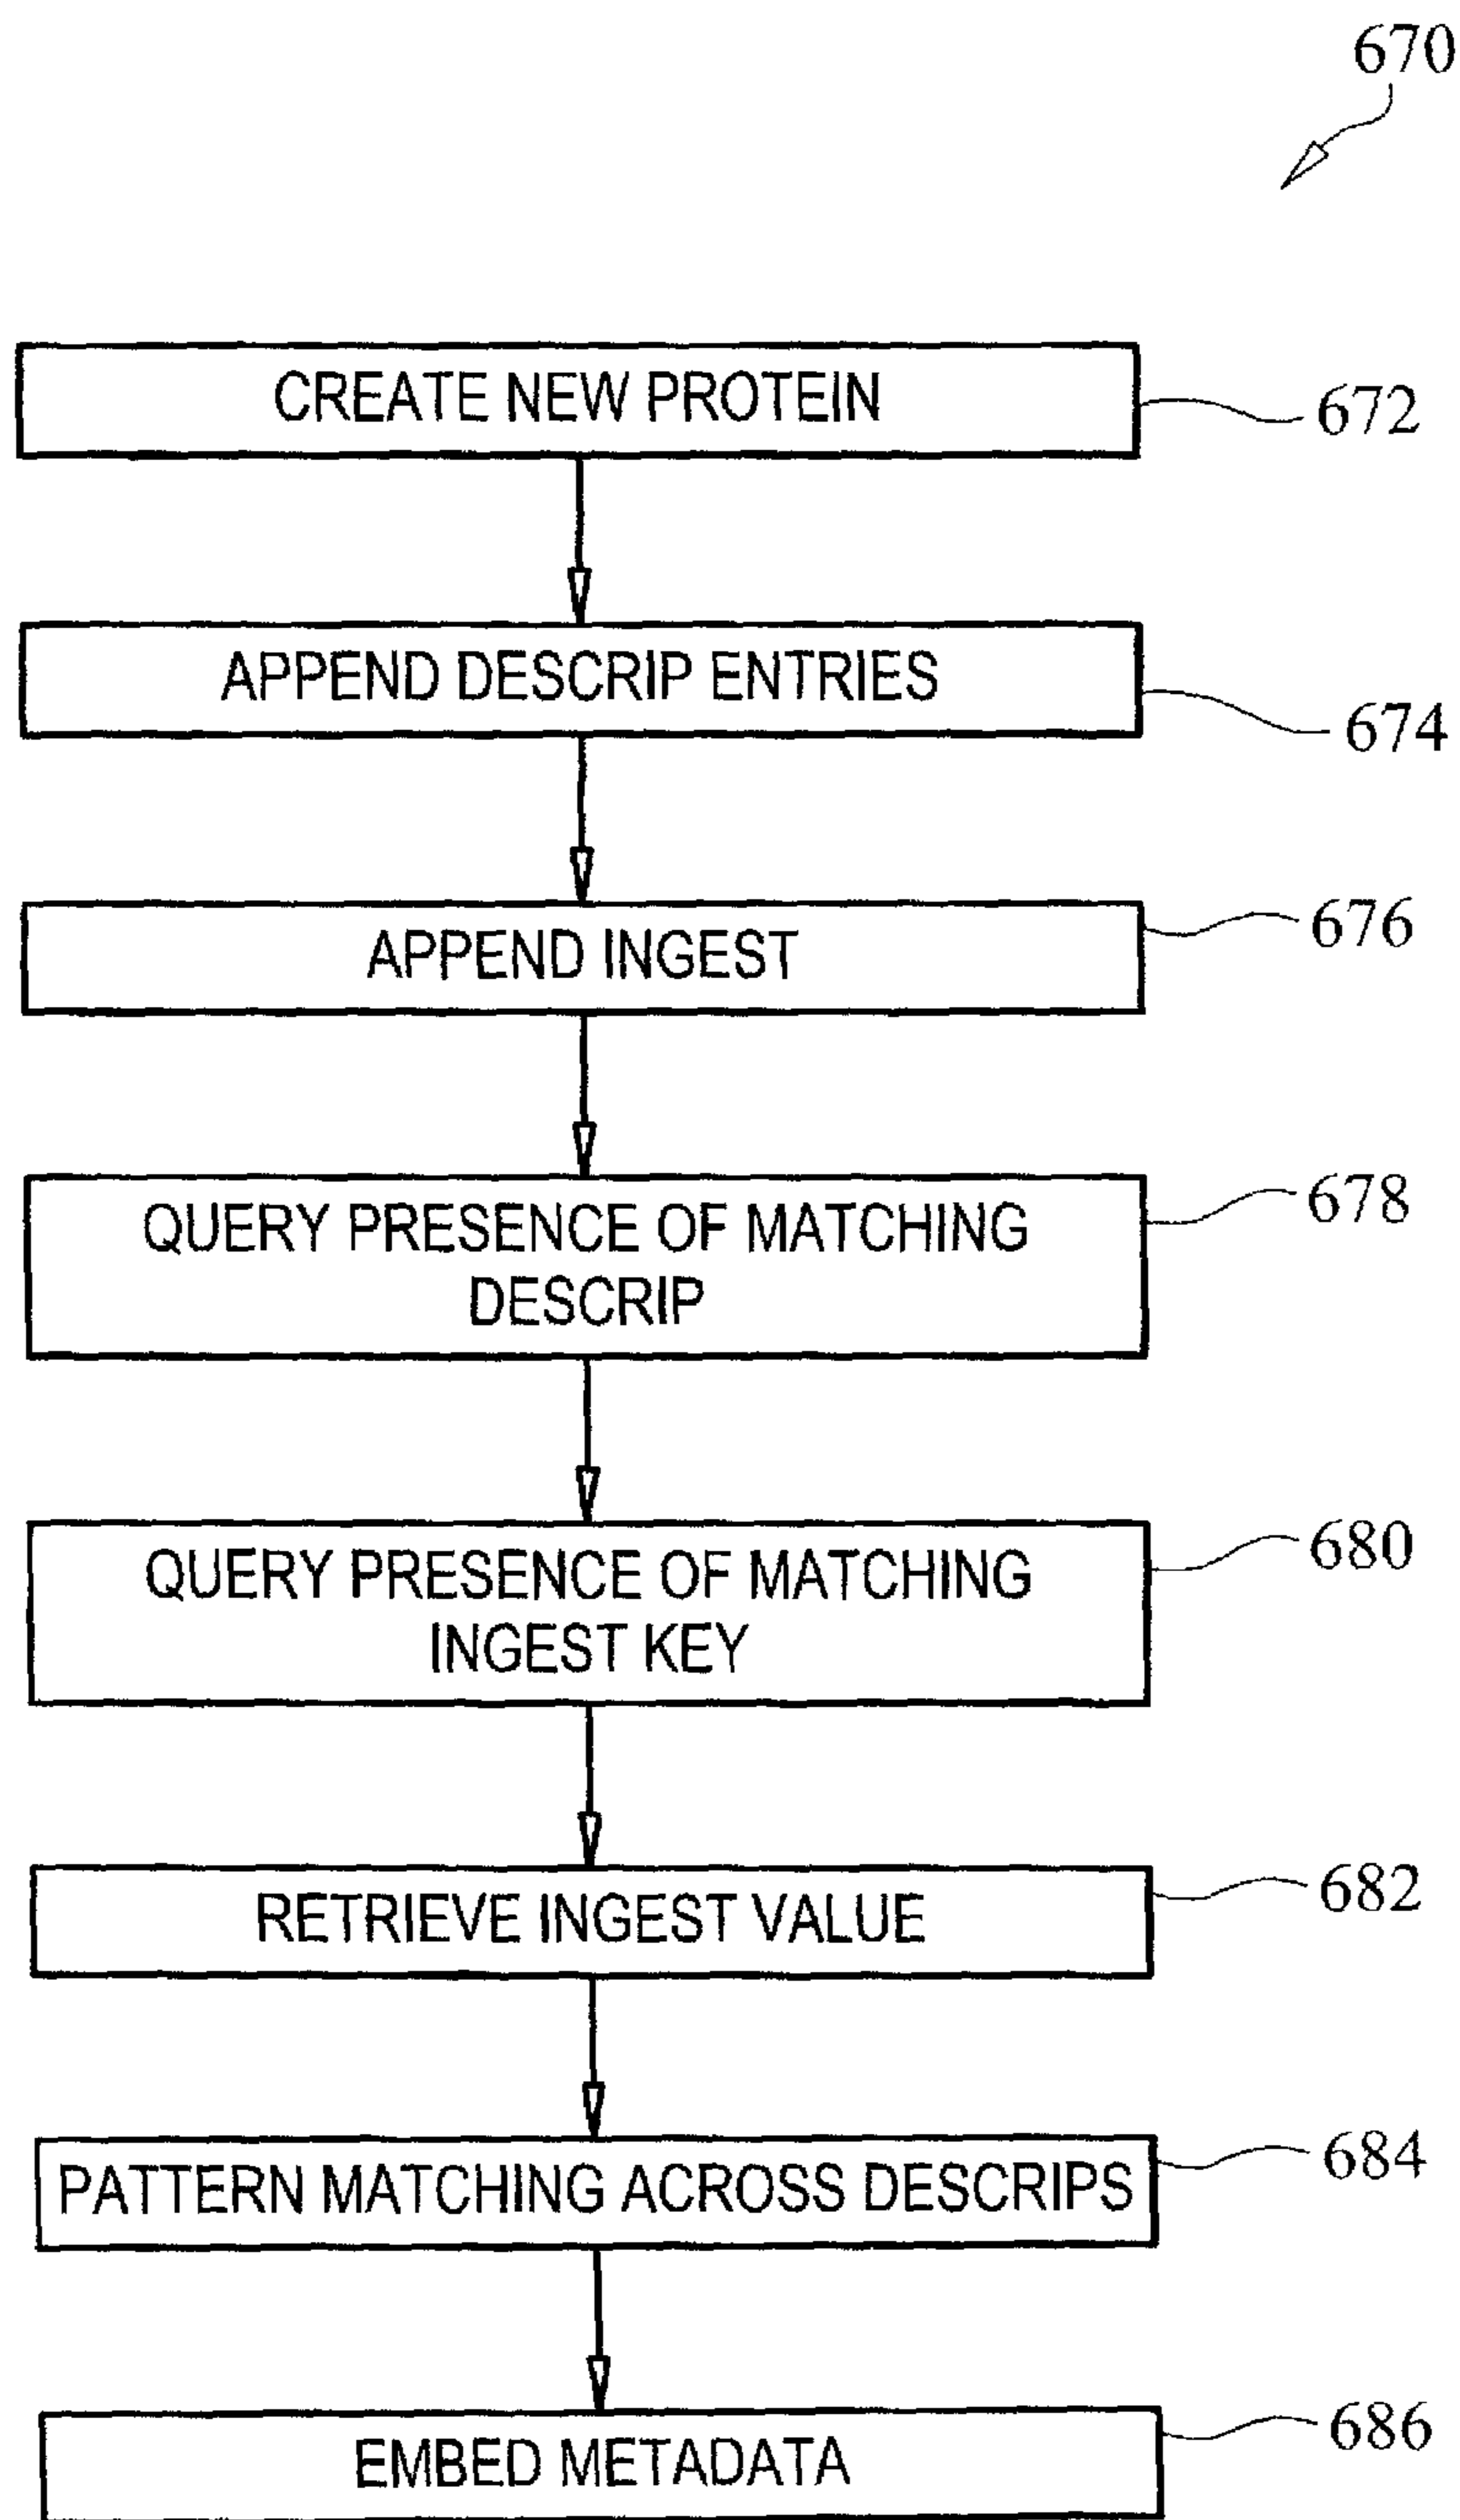 670
CREATE NEW PROTEIN
672
APPEND DESCRIP ENTRIES
674
APPEND INGEST
676
QUERY PRESENCE OF MATCHING
DESCRIP
678
QUERY PRESENCE OF MATCHING
INGEST KEY
680
RETRIEVE INGEST VALUE
682
PATTERN MATCHING ACROSS DESCRIPS
684
EMBED METADATA
686